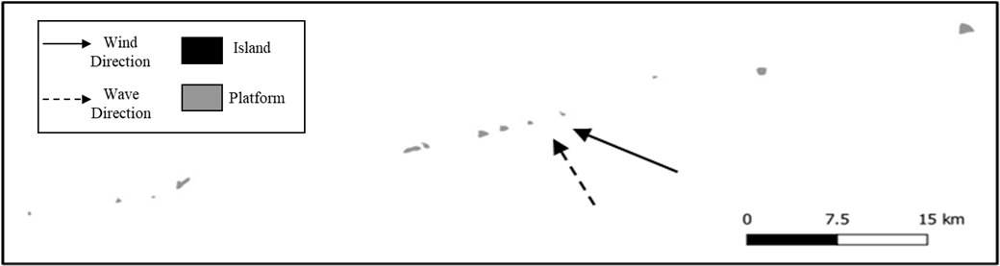 Wind
Direction
Island
Wave
Direction
Platform
0 7.5 15 km